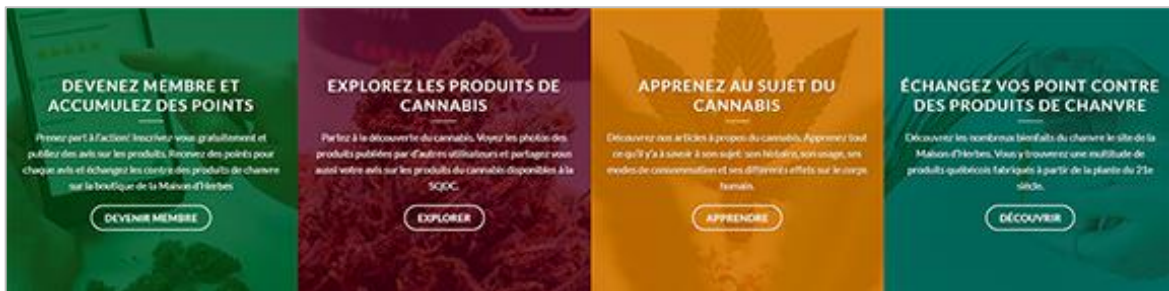 DEVENEZ MEMBRE ET
ACCUMULEZ DES POINTS
Prenez part à l'action! Inscrivez-vous gratuitement et
publiez des avis sur les produits. Recevez des points pour
chaque avis et échangez les contre des produits de chanvre
sur la boutique de la Maison d'Herbes
DEVENIR MEMBRE
EXPLOREZ LES PRODUITS DE
CANNABIS
Partez à la découverte du cannabis. Voyez les photos des
produits publiées par d'autres utilisateurs et partagez vous
aussi votre avis sur les produits du cannabis disponibles à la
SQDC.
EXPLORER
APPRENEZ AU SUJET DU
CANNABIS
Découvrez nos articles à propos du cannabis. Apprenez tout
ce qu'il y'a à savoir à son sujet: son histoire, son usage, ses
modes de consommation et ses différents effets sur le corps
humain.
APPRENDRE
ÉCHANGEZ VOS POINT CONTRE
DES PRODUITS DE CHANVRE
Découvrez les nombreux bienfaits du chanvre le site de la
Maison d'Herbes. Vous y trouverez une multitude de
produits québécois fabriqués à partir de la plante du 21e
siècle.
DÉCOUVRIR